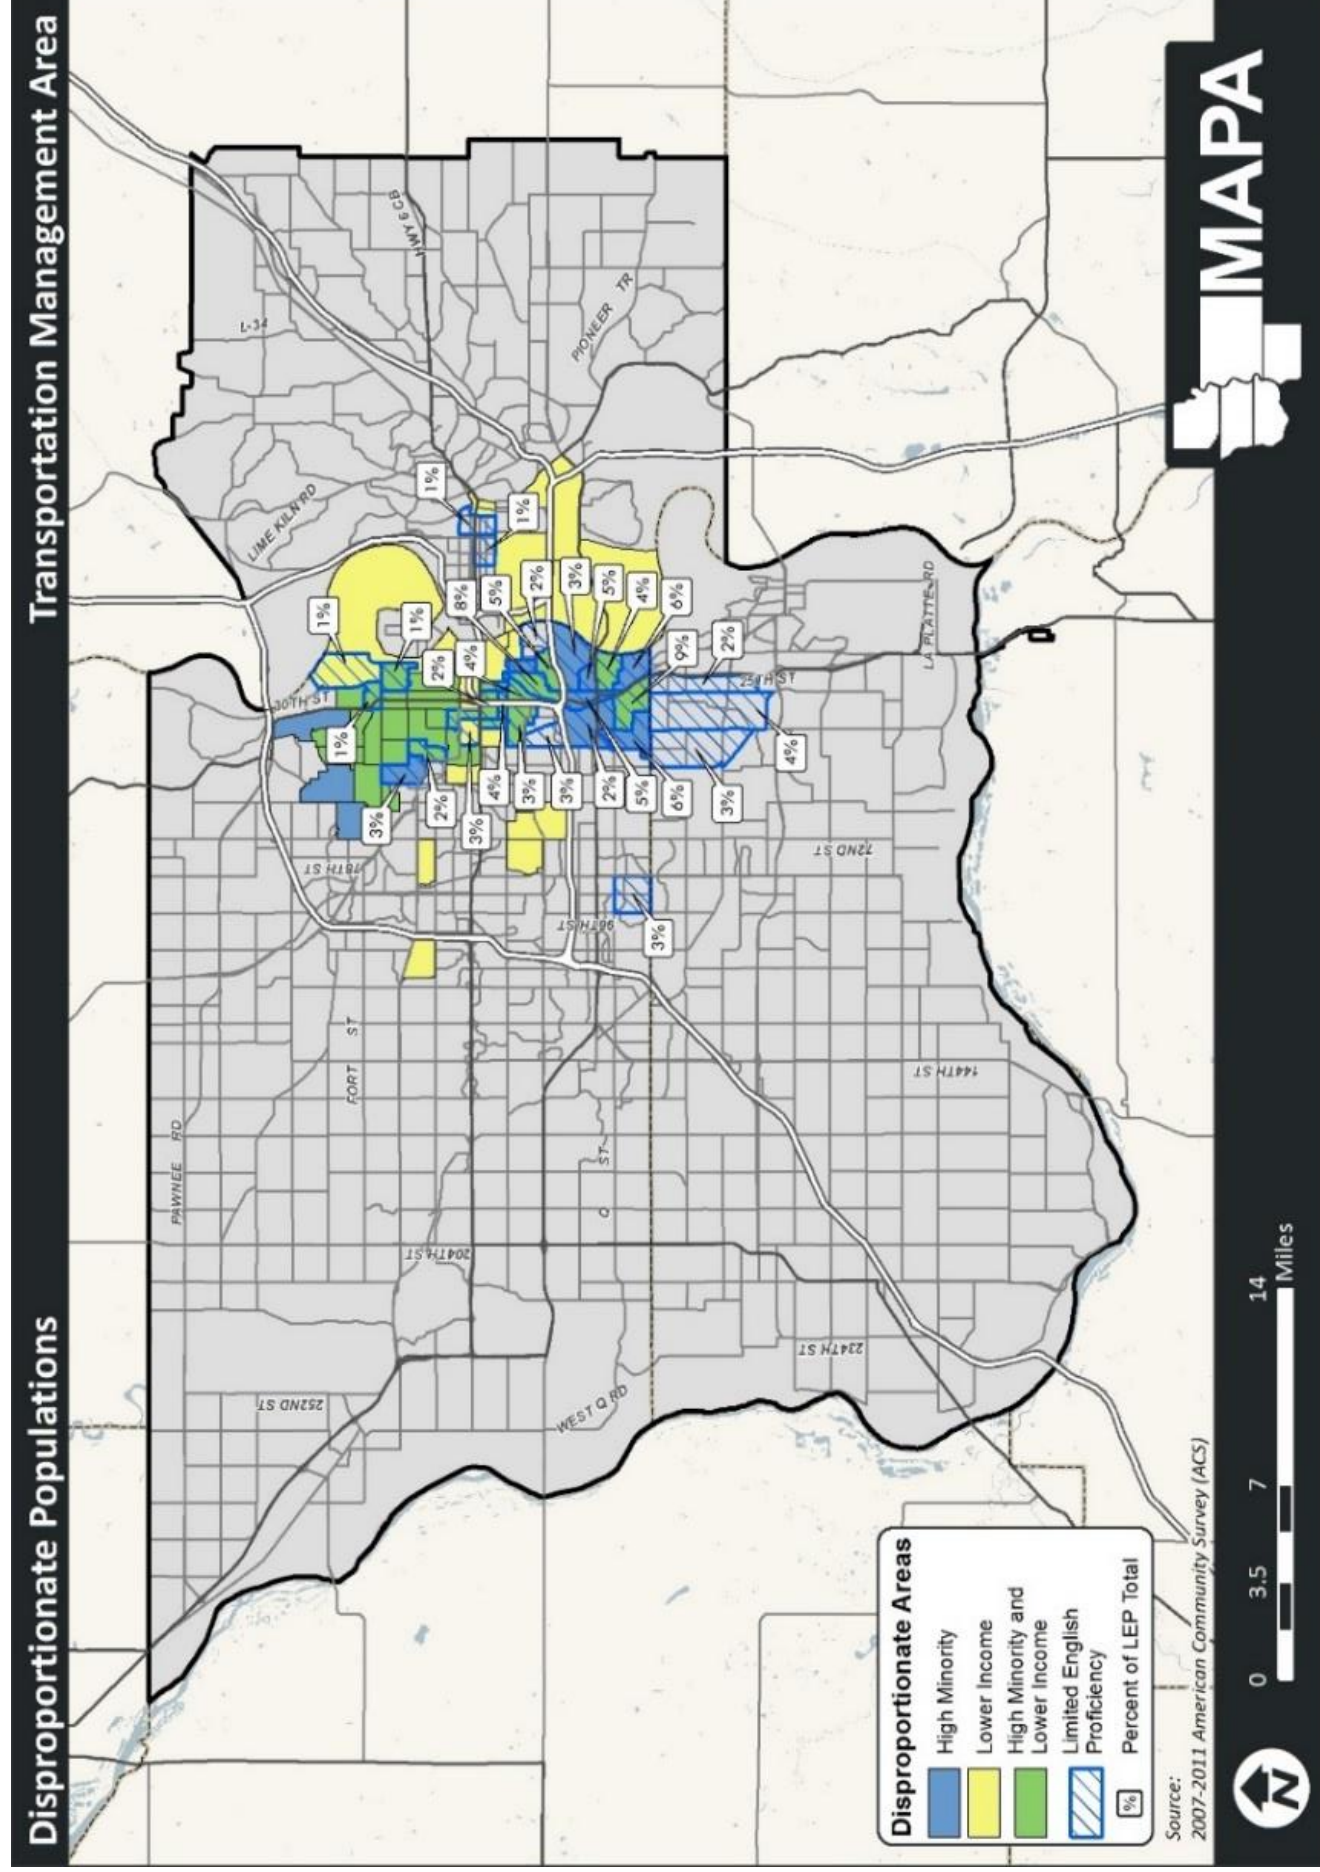 Disproportionate Populations
Transportation Management Area
L-34
HWY 6 CB
PIONEER TR
LIME KILN RD
1%
1%
1%
1%
8%
5%
2%
3%
5%
4%
6%
2%
4%
9%
2%
30TH ST
25TH ST
LA PLATTE RD
1%
3%
2%
3%
4%
3%
3%
2%
5%
6%
3%
4%
78TH ST
72ND ST
96TH ST
3%
FORT ST
144TH ST
PAWNEE RD
Q ST
204TH ST
234TH ST
252ND ST
WEST Q RD
Disproportionate Areas
High Minority
Lower Income
High Minority and
Lower Income
Limited English
Proficiency
% Percent of LEP Total
Source:
2007-2011 American Community Survey (ACS)
N
0 3.5 7 14
Miles
MAPA